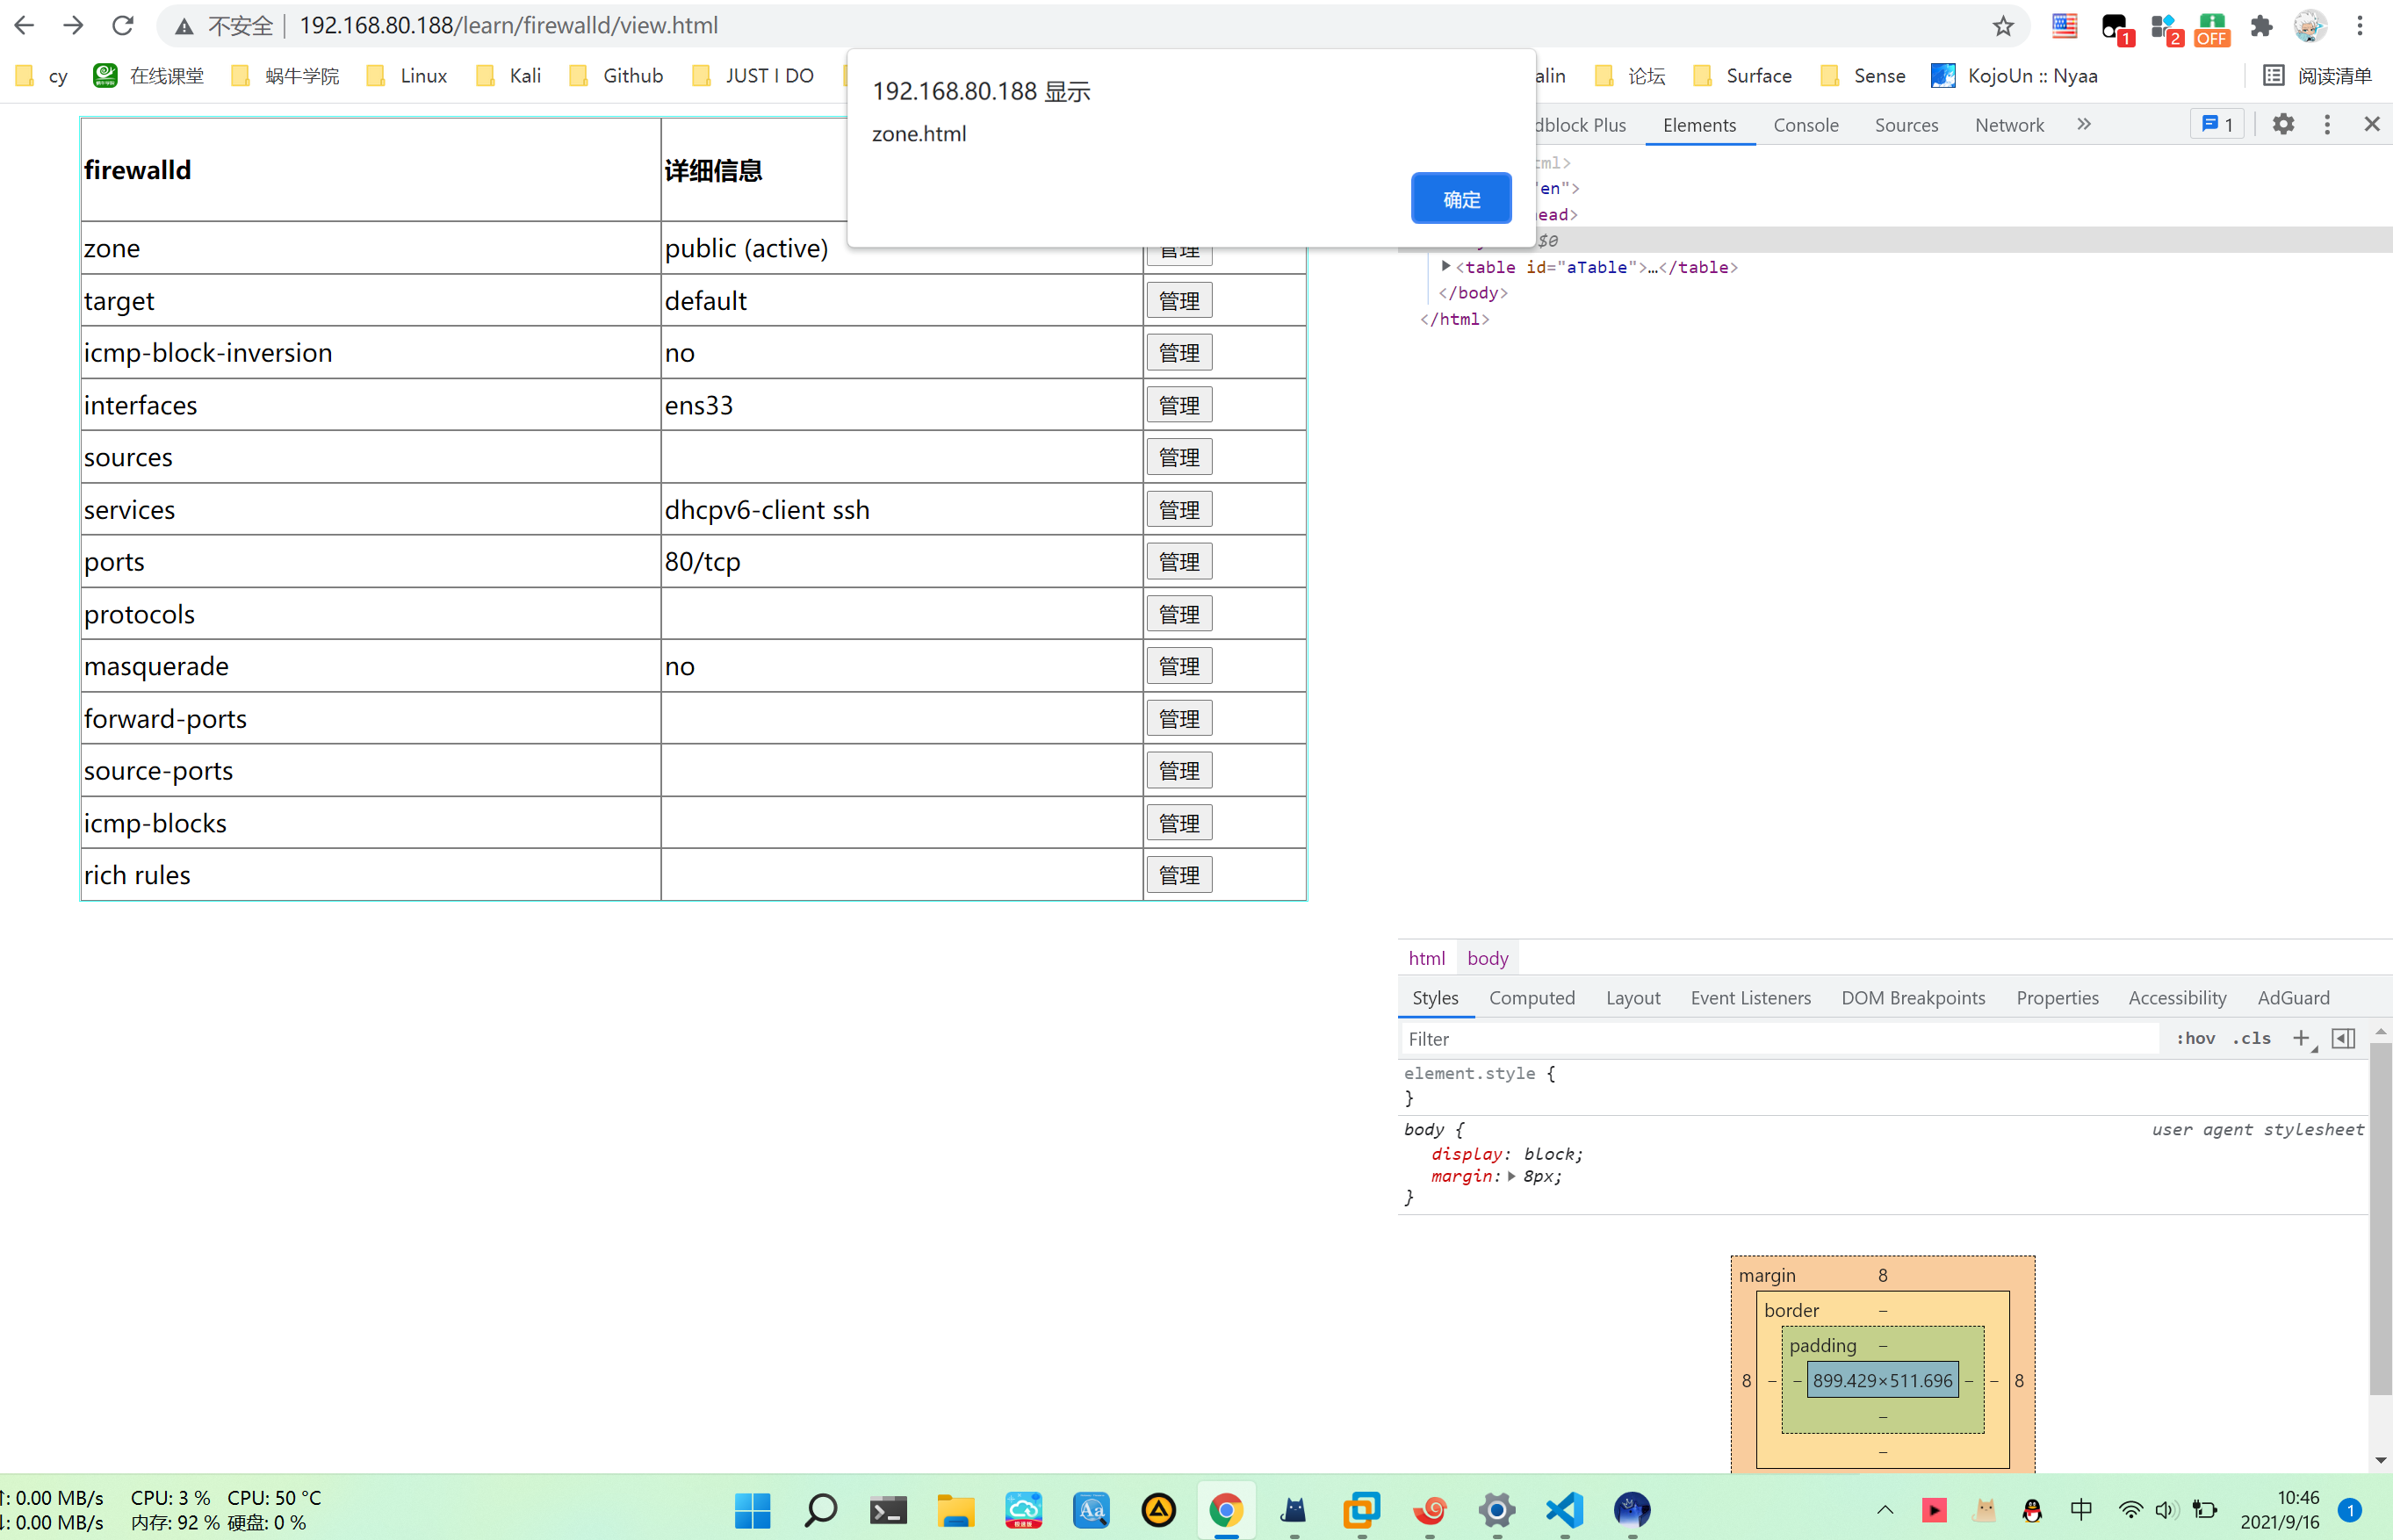 不安全 192.168.80.188/learn/firewalld/view.html
1 2 OFF
cy 在线课堂 蜗牛学院 Linux Kali Github JUST I DO alin 论坛 Surface Sense KojoUn :: Nyaa 阅读清单
192.168.80.188 显示
zone.html
确定
dblock Plus Elements Console Sources Network 1
firewalld 详细信息
zone public (active) 管理
target default 管理
icmp-block-inversion no 管理
interfaces ens33 管理
sources 管理
services dhcpv6-client ssh 管理
ports 80/tcp 管理
protocols 管理
masquerade no 管理
forward-ports 管理
source-ports 管理
icmp-blocks 管理
rich rules 管理
tml>
"en">
ead>
$0
<table id="aTable">…</table>
</body>
</html>
html body
Styles Computed Layout Event Listeners DOM Breakpoints Properties Accessibility AdGuard
Filter :hov .cls
element.style {
}
body { user agent stylesheet
display: block;
margin: 8px;
}
margin 8
border –
padding –
8 – – 899.429×511.696 – – 8
–
–
: 0.00 MB/s CPU: 3 % CPU: 50 °C
: 0.00 MB/s 内存: 92 % 硬盘: 0 %
中
10:46
2021/9/16
1